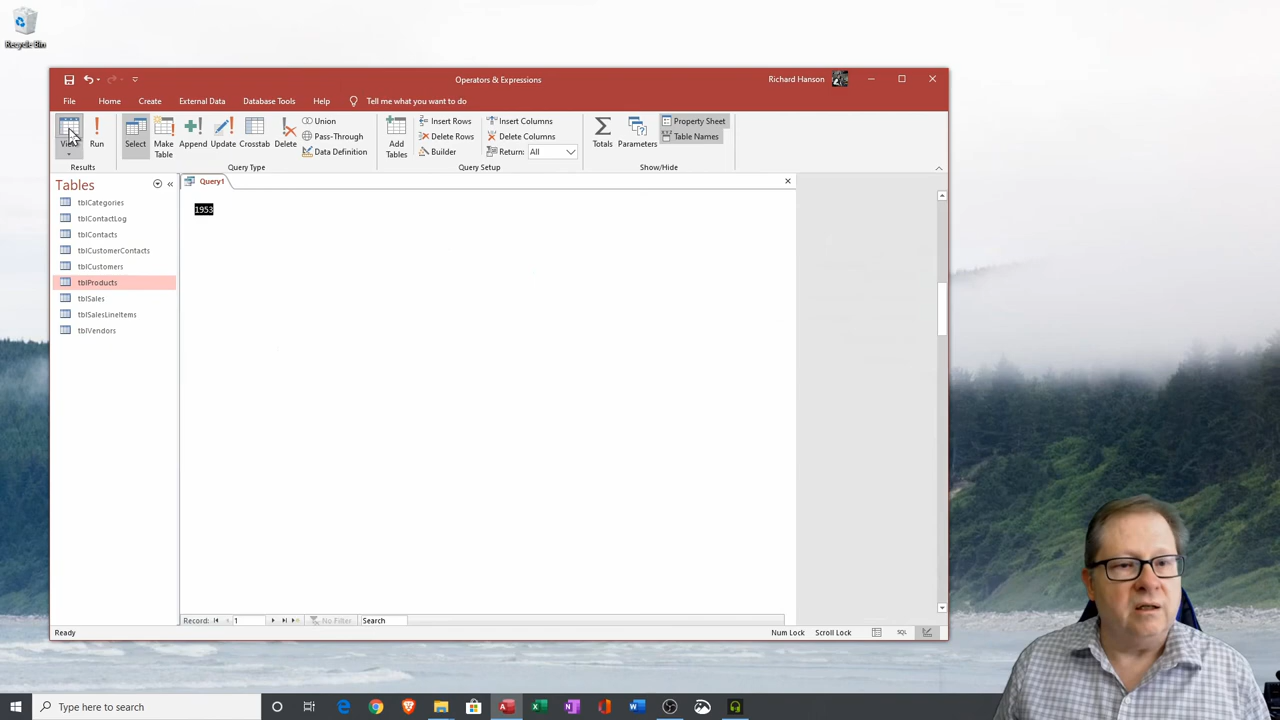 Recycle Bin
Operators & Expressions
Richard Hanson
File
Home
Create
External Data
Database Tools
Help
Tell me what you want to do
View
Run
Select
Make Table
Append
Update
Crosstab
Delete
Union
Pass-Through
Data Definition
Add Tables
Insert Rows
Delete Rows
Builder
Insert Columns
Delete Columns
Return: All
Totals
Parameters
Property Sheet
Table Names
Results
Query Type
Query Setup
Show/Hide
Tables
tblCategories
tblContactLog
tblContacts
tblCustomerContacts
tblCustomers
tblProducts
tblSales
tblSalesLineItems
tblVendors
Query1
1953
Record: 1
No Filter
Search
Ready
Num Lock
Scroll Lock
SQL
Type here to search